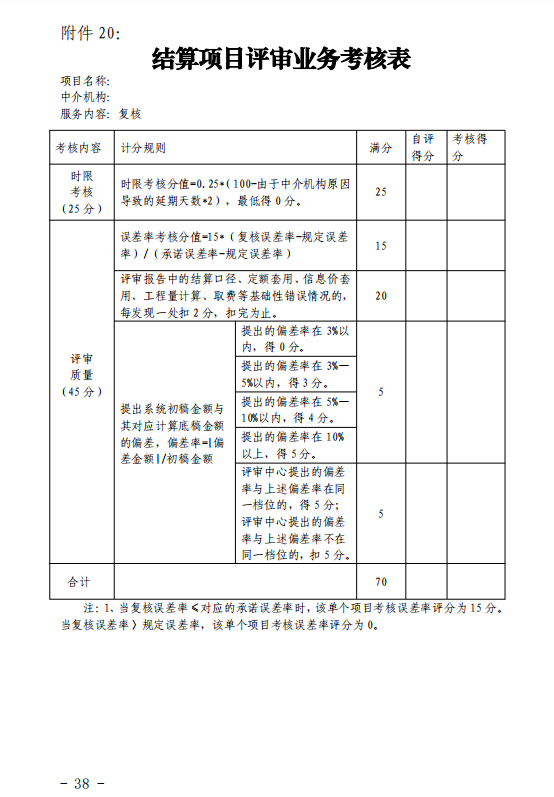 附件 20：
结算项目评审业务考核表
项目名称：
中介机构：
服务内容：复核
考核内容 计分规则 满分 自评得分 考核得分
时限
考核
（25 分）
时限考核分值=0.25*（100-由于中介机构原因
导致的延期天数*2），最低得 0 分。
25
评审
质量
（45 分）
误差率考核分值=15*（复核误差率-规定误差
率）/（承诺误差率-规定误差率）
15
评审报告中的结算口径、定额套用、信息价套
用、工程量计算、取费等基础性错误情况的，
每发现一处扣 2 分，扣完为止。
20
提出系统初稿金额与
其对应计算底稿金额
的偏差，偏差率=|偏
差金额|/初稿金额
提出的偏差率在 3%以
内，得 0 分。
提出的偏差率在 3%—
5%以内，得 3 分。
提出的偏差率在 5%—
10%以内，得 4 分。
提出的偏差率在 10%
以上，得 5 分。
5
评审中心提出的偏差
率与上述偏差率在同
一档位的，得 5 分；
评审中心提出的偏差
率与上述偏差率不在
同一档位的，扣 5 分。
5
合计 70
注：1、当复核误差率≤对应的承诺误差率时，该单个项目考核误差率评分为 15 分。
当复核误差率〉规定误差率，该单个项目考核误差率评分为 0。
- 38 -